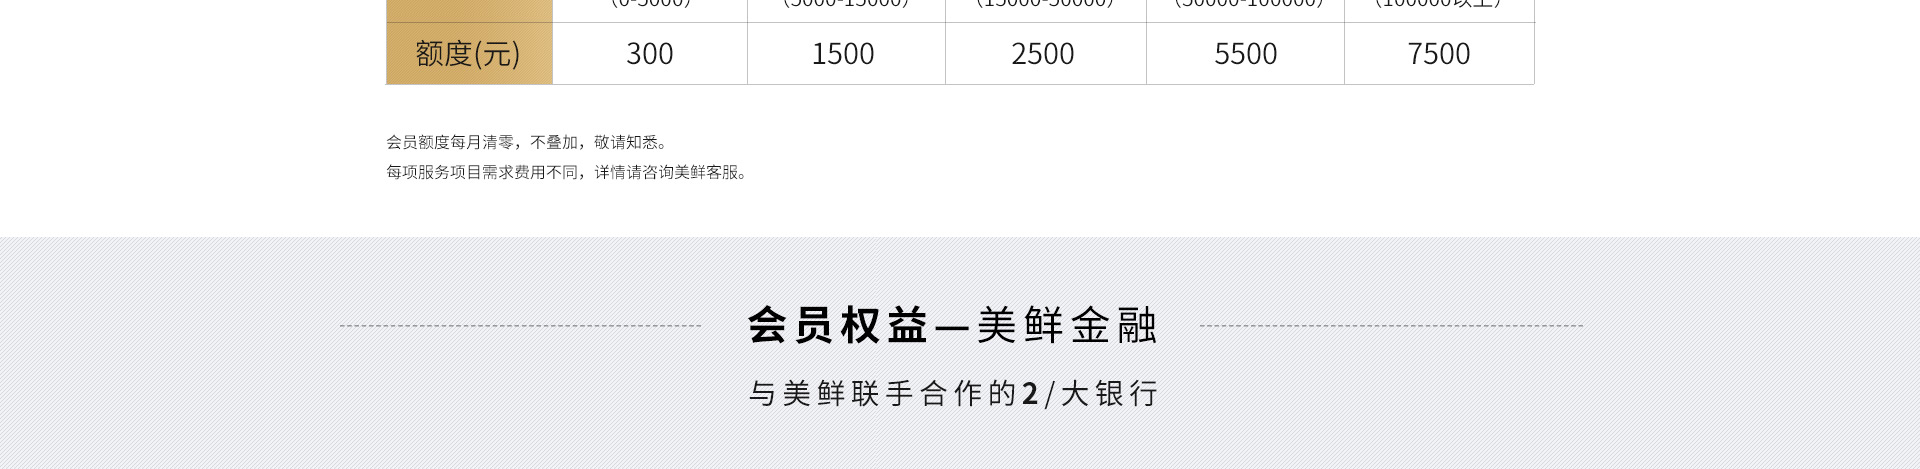 (0-5000) (5000-15000) (15000-50000) (50000-100000) (100000以上)
额度(元) 300 1500 2500 5500 7500
会员额度每月清零，不叠加，敬请知悉。
每项服务项目需求费用不同，详情请咨询美鲜客服。
会员权益—美鲜金融
与美鲜联手合作的2/大银行